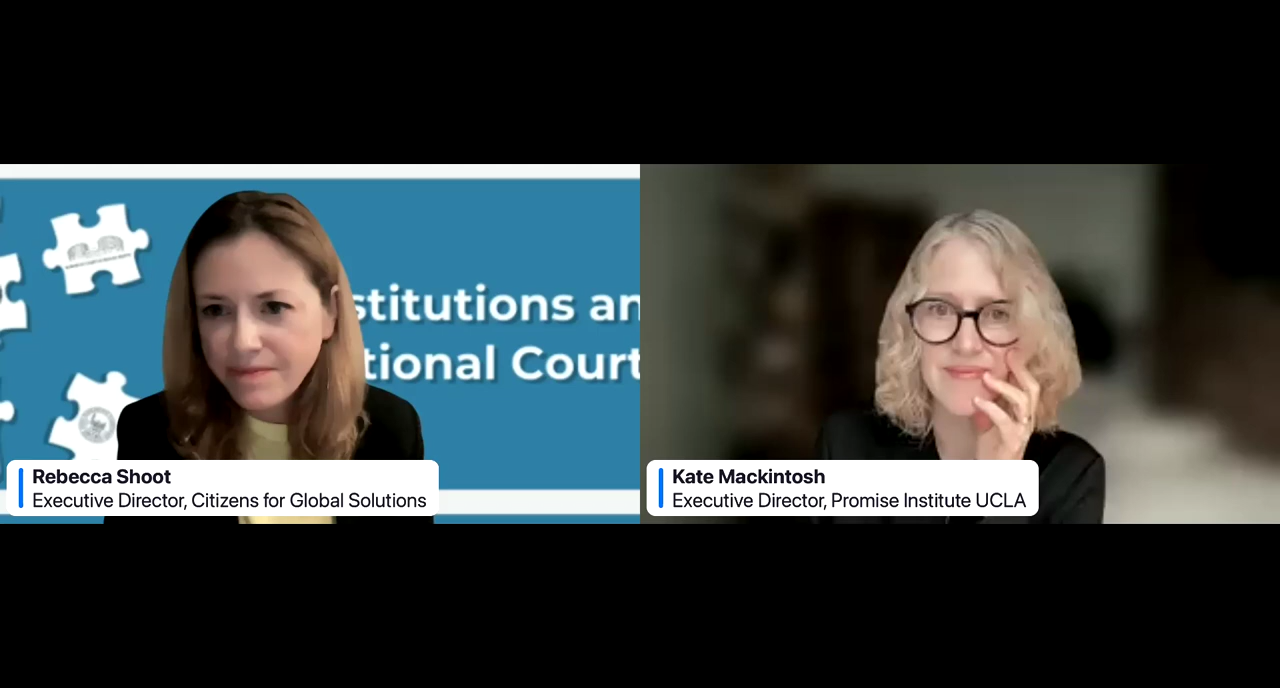 stitutions an
tional Court
Rebecca Shoot
Executive Director, Citizens for Global Solutions
Kate Mackintosh
Executive Director, Promise Institute UCLA